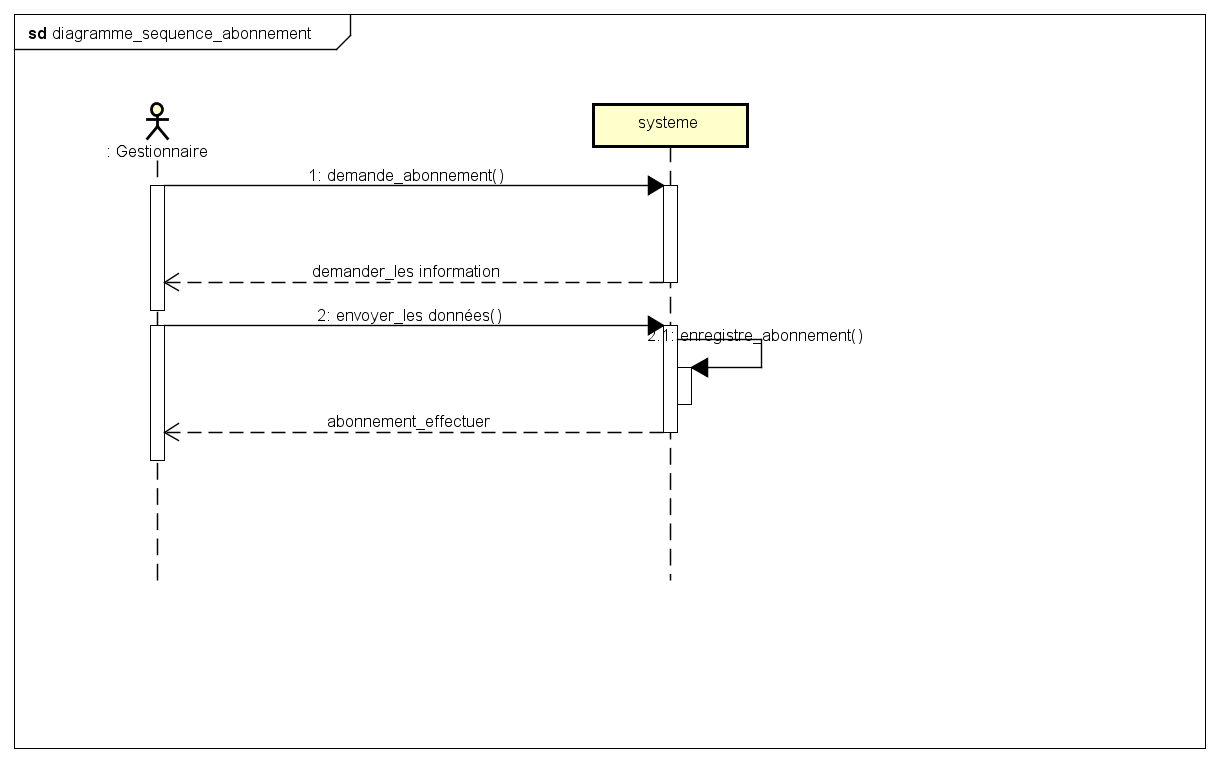 sd diagramme_sequence_abonnement
systeme
: Gestionnaire
1: demande_abonnement()
demander_les information
2: envoyer_les données()
2.1: enregistre_abonnement()
abonnement_effectuer